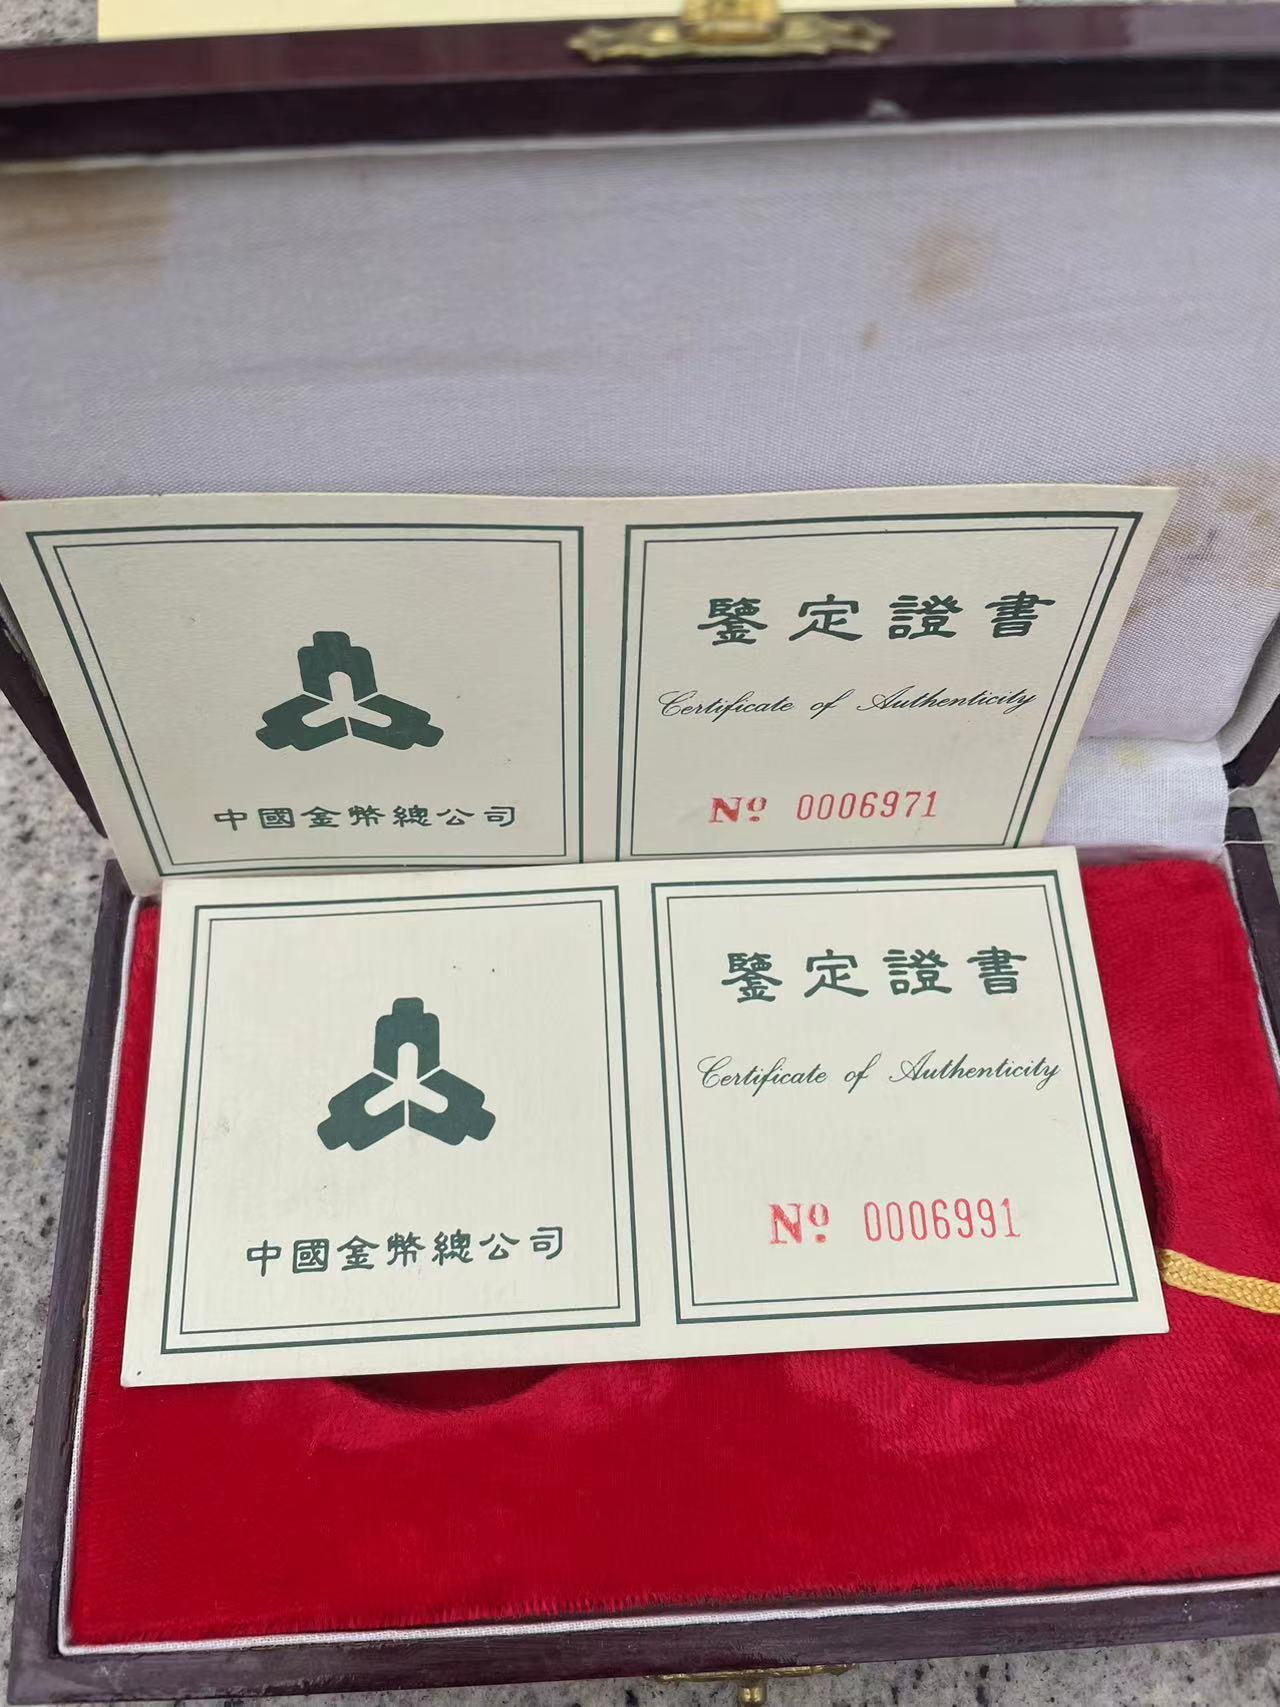 鑒定證書
Certificate of Authenticity
中國金幣總公司
Nº 0006971
鑒定證書
Certificate of Authenticity
中國金幣總公司
Nº 0006991